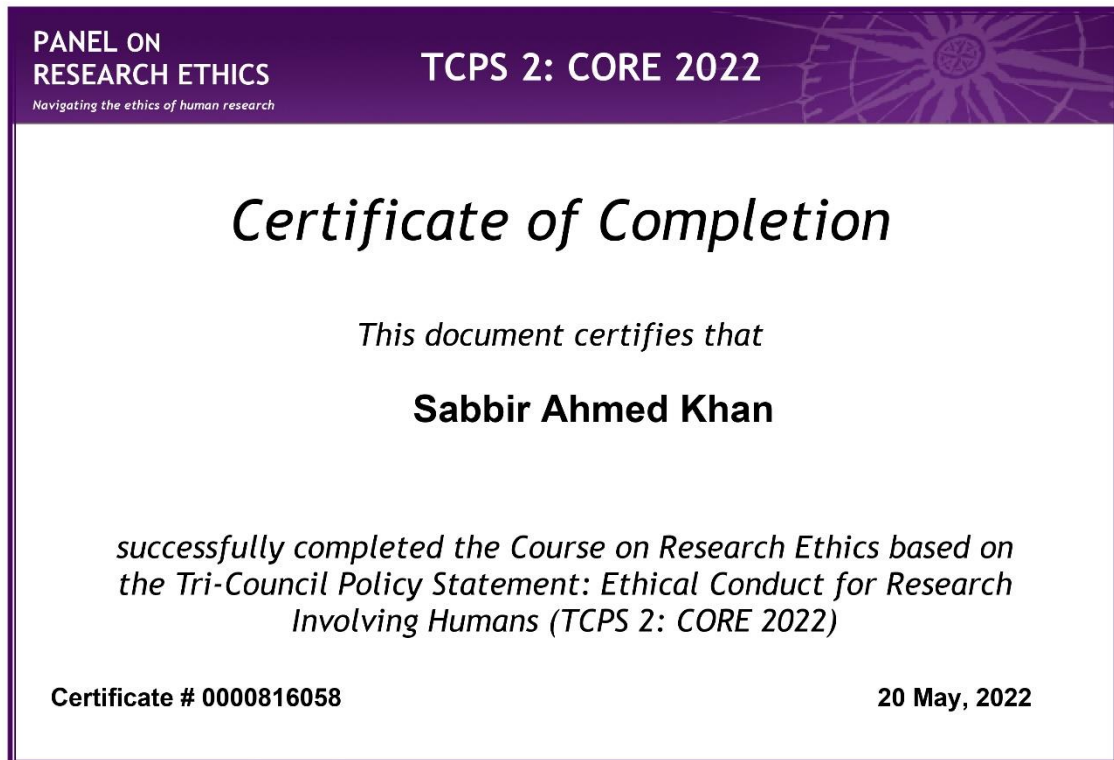 PANEL ON
RESEARCH ETHICS
Navigating the ethics of human research
TCPS 2: CORE 2022
Certificate of Completion
This document certifies that
Sabbir Ahmed Khan
successfully completed the Course on Research Ethics based on
the Tri-Council Policy Statement: Ethical Conduct for Research
Involving Humans (TCPS 2: CORE 2022)
Certificate # 0000816058
20 May, 2022